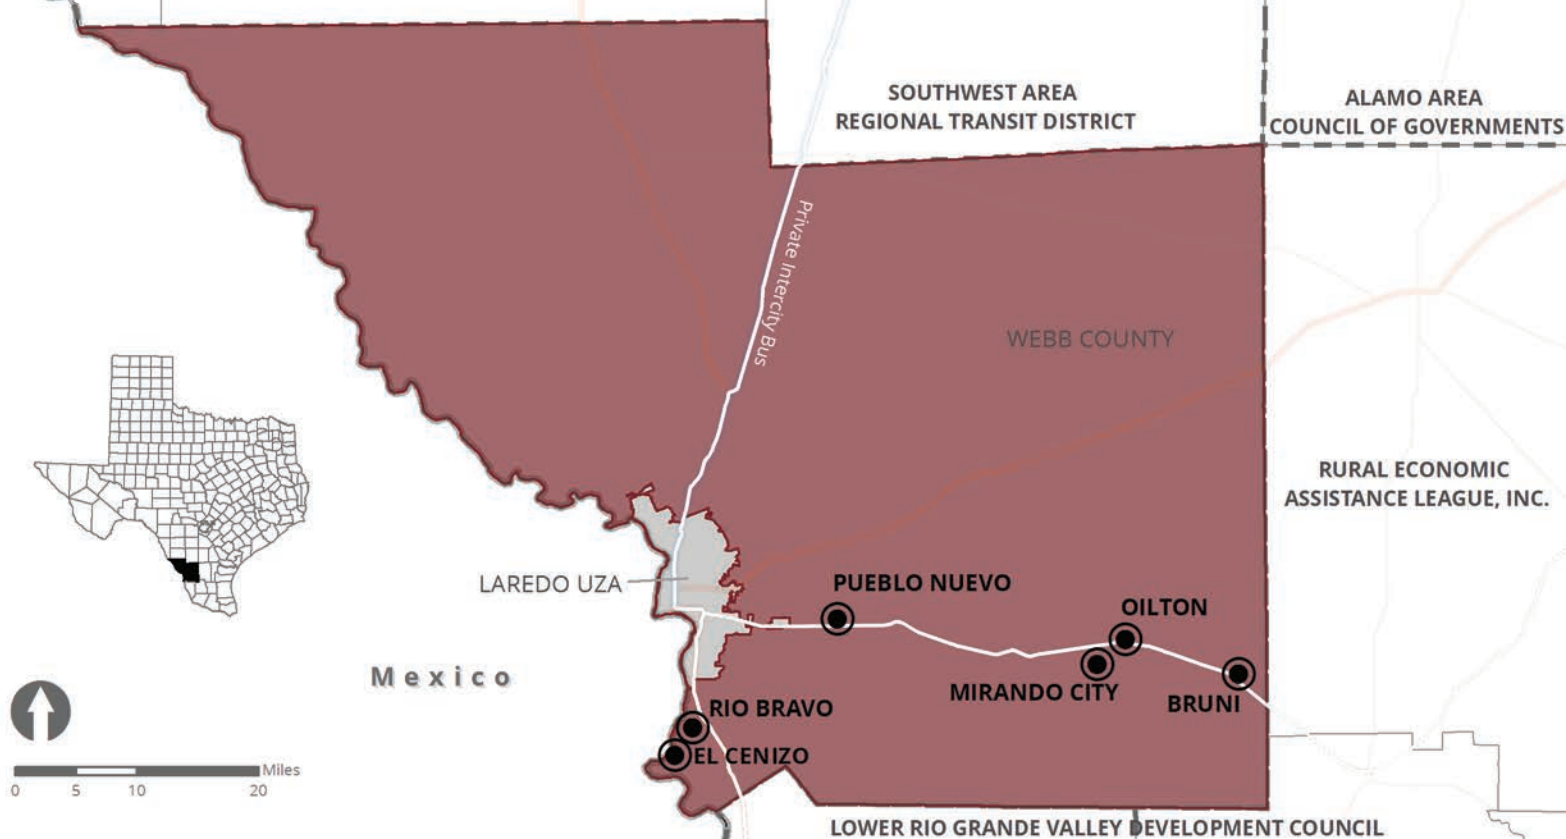 SOUTHWEST AREA
REGIONAL TRANSIT DISTRICT
ALAMO AREA
COUNCIL OF GOVERNMENTS
Private Intercity Bus
WEBB COUNTY
RURAL ECONOMIC
ASSISTANCE LEAGUE, INC.
LAREDO UZA
PUEBLO NUEVO
OILTON
Mexico
MIRANDO CITY
BRUNI
RIO BRAVO
EL CENIZO
Miles
0 5 10 20
LOWER RIO GRANDE VALLEY DEVELOPMENT COUNCIL